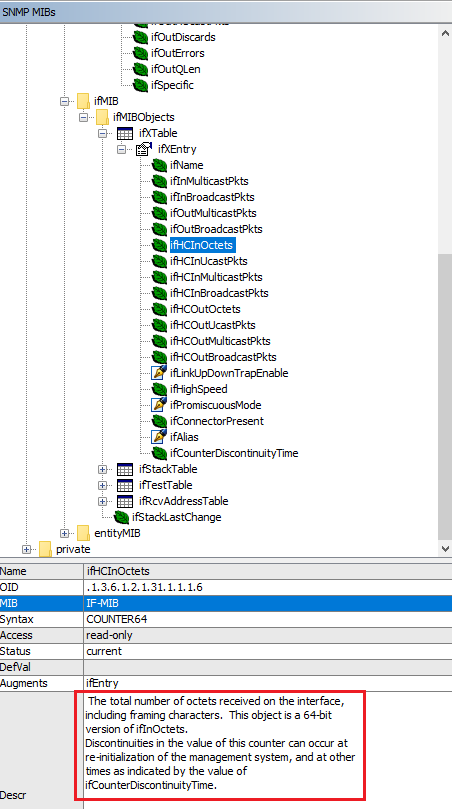 SNMP MIBs
ifOutDiscards
ifOutErrors
ifOutQLen
ifSpecific
ifMIB
ifMIBObjects
ifXTable
ifXEntry
ifName
ifInMulticastPkts
ifInBroadcastPkts
ifOutMulticastPkts
ifOutBroadcastPkts
ifHCInOctets
ifHCInUcastPkts
ifHCInMulticastPkts
ifHCInBroadcastPkts
ifHCOutOctets
ifHCOutUcastPkts
ifHCOutMulticastPkts
ifHCOutBroadcastPkts
ifLinkUpDownTrapEnable
ifHighSpeed
ifPromiscuousMode
ifConnectorPresent
ifAlias
ifCounterDiscontinuityTime
ifStackTable
ifTestTable
ifRcvAddressTable
ifStackLastChange
entityMIB
private
Name ifHCInOctets
OID .1.3.6.1.2.1.31.1.1.1.6
MIB IF-MIB
Syntax COUNTER64
Access read-only
Status current
DefVal
Augments ifEntry
The total number of octets received on the interface,
including framing characters. This object is a 64-bit
version of ifInOctets.
Discontinuities in the value of this counter can occur at
re-initialization of the management system, and at other
times as indicated by the value of
ifCounterDiscontinuityTime.
Descr